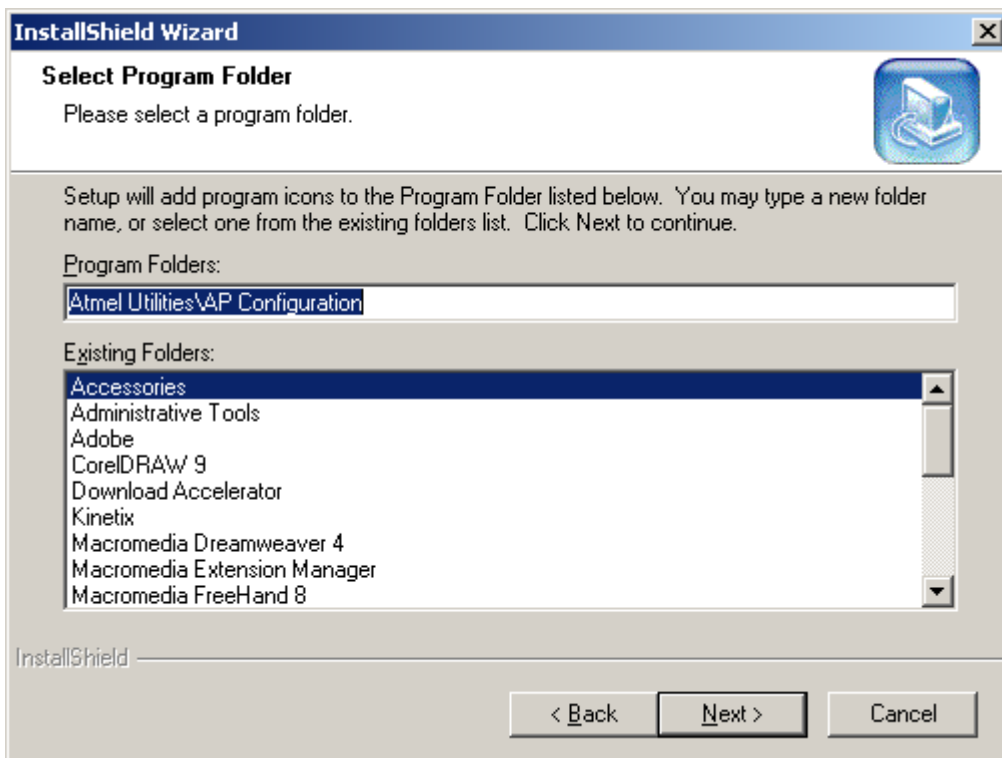 InstallShield Wizard
Select Program Folder
Please select a program folder.
Setup will add program icons to the Program Folder listed below.  You may type a new folder
name, or select one from the existing folders list.  Click Next to continue.
Program Folders:
Atmel Utilities\AP Configuration
Existing Folders:
Accessories
Administrative Tools
Adobe
CorelDRAW 9
Download Accelerator
Kinetix
Macromedia Dreamweaver 4
Macromedia Extension Manager
Macromedia FreeHand 8
InstallShield
< Back
Next >
Cancel